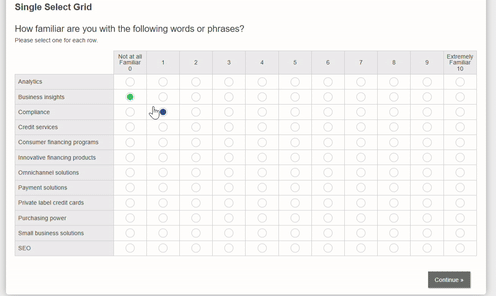 Single Select Grid
How familiar are you with the following words or phrases?
Please select one for each row.
Not at all Familiar 0 1 2 3 4 5 6 7 8 9 Extremely Familiar 10
Analytics
Business insights
Compliance
Credit services
Consumer financing programs
Innovative financing products
Omnichannel solutions
Payment solutions
Private label credit cards
Purchasing power
Small business solutions
SEO
Continue »